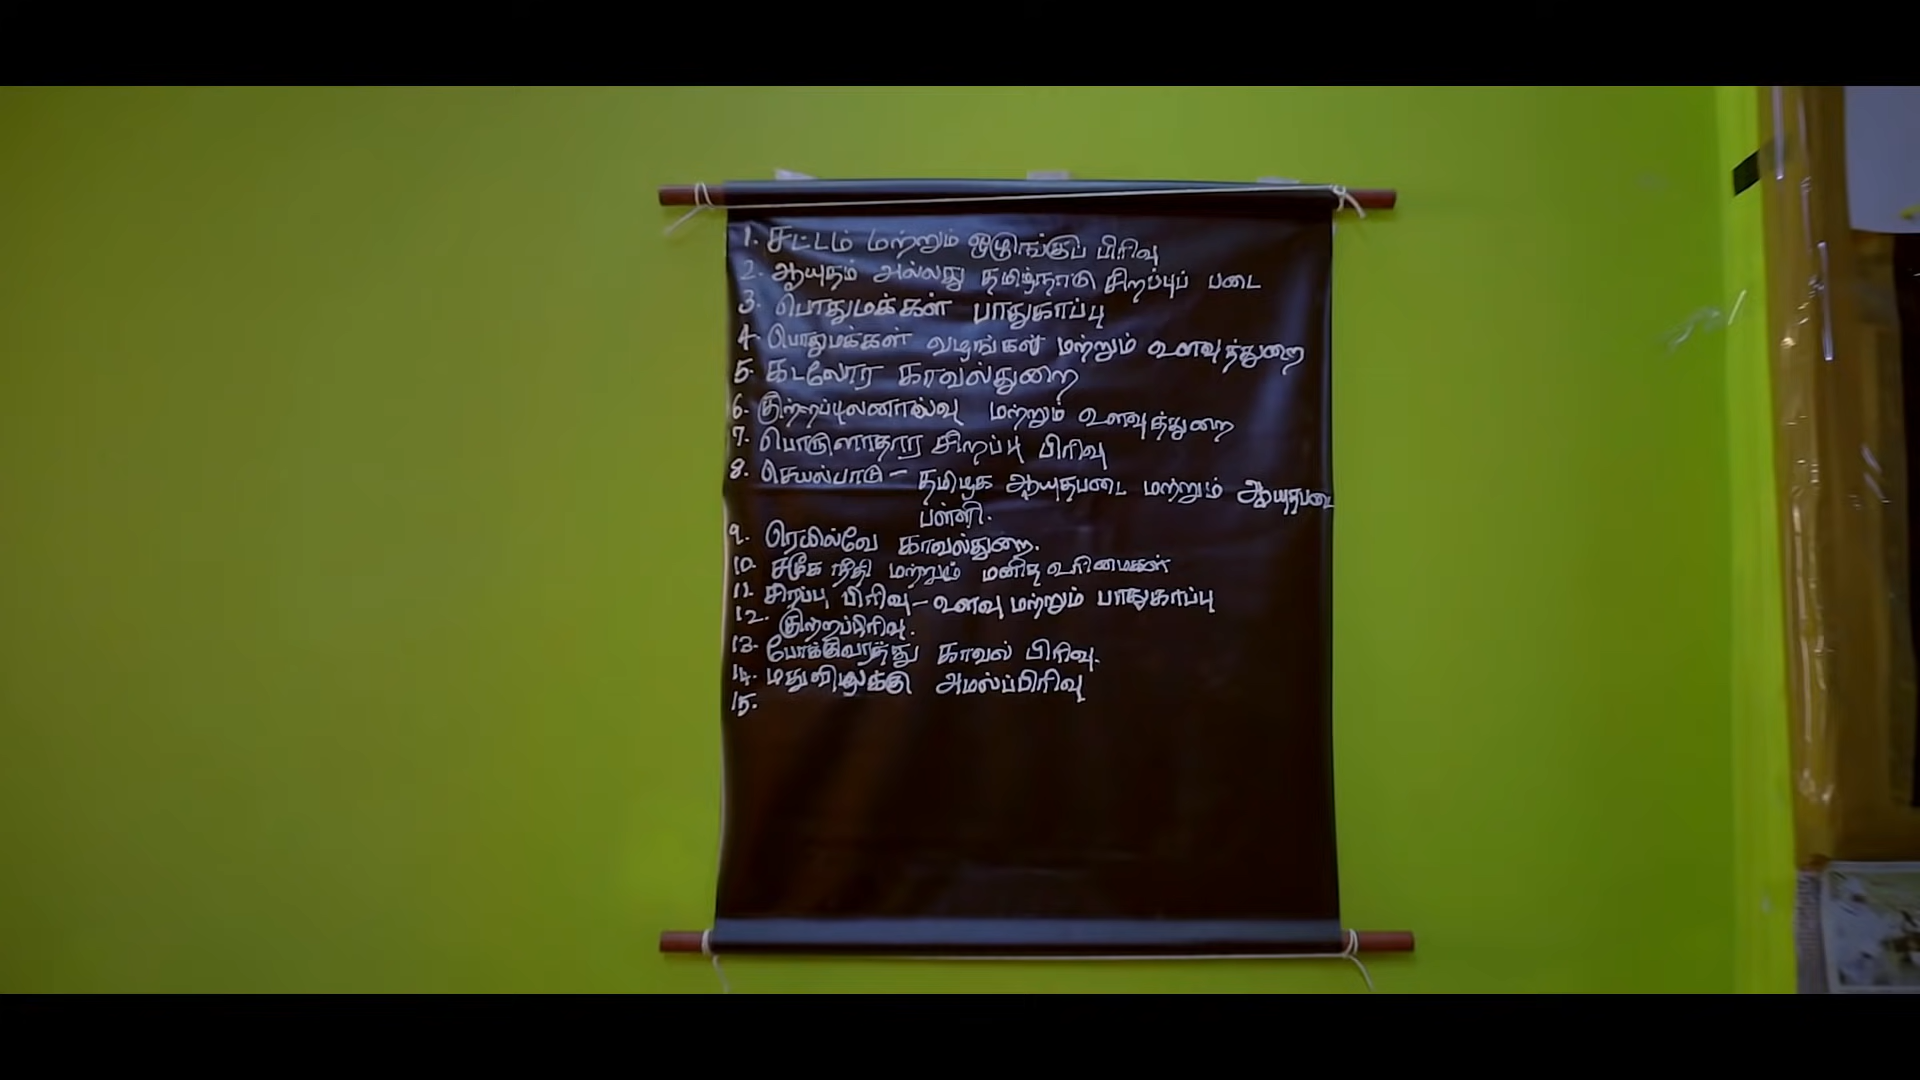 1. சட்டம் மற்றும் ஒழுங்குப் பிரிவு
2. ஆயுதம் அல்லது தமிழ்நாடு சிறப்புப் படை
3. பொதுமக்கள் பாதுகாப்பு
4. பொதுமக்கள் வழங்கள் மற்றும் உளவுத்துறை
5. கடலோர காவல்துறை
6. குற்றப்புலனாய்வு மற்றும் உளவுத்துறை
7. பொருளாதார சிறப்பு பிரிவு
8. செயல்பாடு - தமிழக ஆயுதபடை மற்றும் ஆயுதபடை
பள்ளி.
9. ரெயில்வே காவல்துறை.
10. சமூக நீதி மற்றும் மனித உரிமைகள்
11. சிறப்பு பிரிவு - உளவு மற்றும் பாதுகாப்பு
12. குற்றப்பிரிவு.
13. போக்குவரத்து காவல் பிரிவு.
14. மதுவிலக்கு அமல்ப்பிரிவு
15.